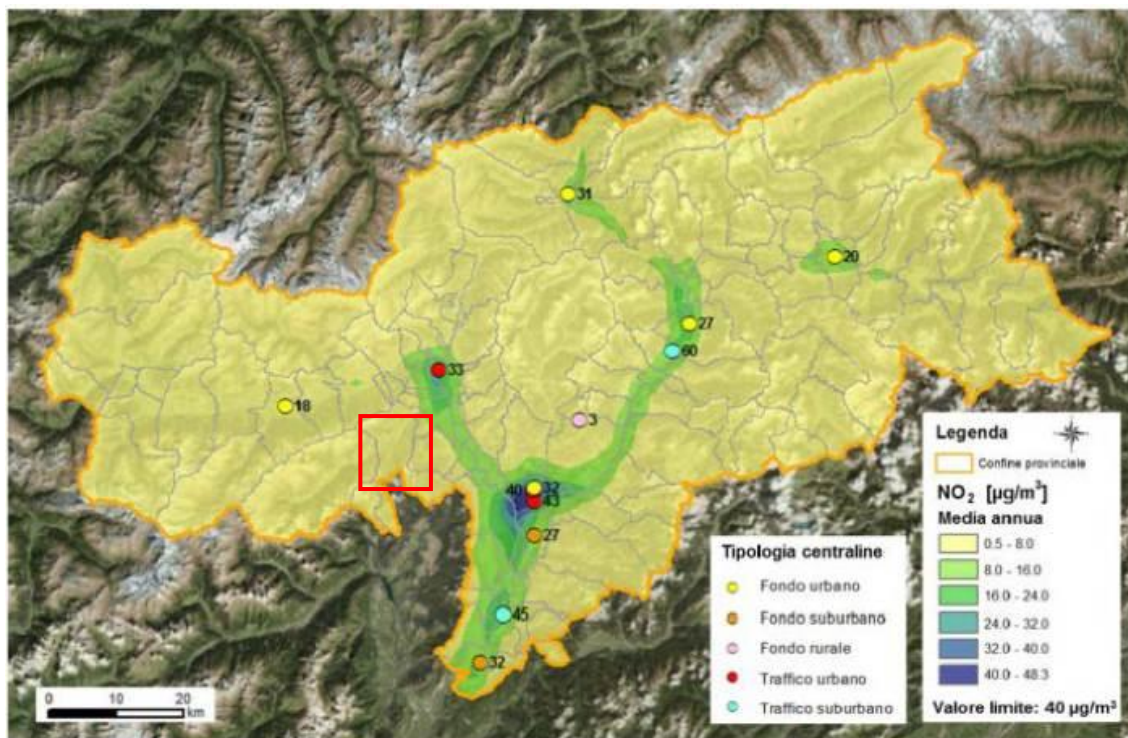 31
20
27
60
33
18
3
40 32
43
27
45
32
Legenda
Confine provinciale
NO₂ [µg/m³]
Media annua
0.5 - 8.0
8.0 - 16.0
16.0 - 24.0
24.0 - 32.0
32.0 - 40.0
40.0 - 48.3
Valore limite: 40 µg/m³
Tipologia centraline
Fondo urbano
Fondo suburbano
Fondo rurale
Traffico urbano
Traffico suburbano
0 10 20
km